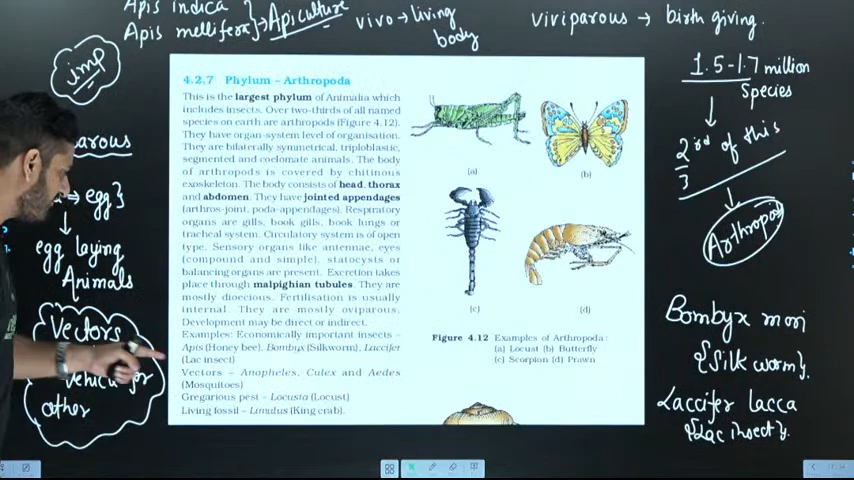 Apis indica
Apis mellifera } → Apiculture
vivo → living
body
viviparous → birth giving.
imp
1.5-1.7 million
Species
2/3 rd of this
Arthropod
parous
⇒ egg}
egg laying
Animals
Vectors
vehicle for
other
4.2.7 Phylum – Arthropoda
This is the largest phylum of Animalia which
includes insects. Over two-thirds of all named
species on earth are arthropods (Figure 4.12).
They have organ-system level of organisation.
They are bilaterally symmetrical, triploblastic,
segmented and coelomate animals. The body
of arthropods is covered by chitinous
exoskeleton. The body consists of head, thorax
and abdomen. They have jointed appendages
(arthros-joint, poda-appendages). Respiratory
organs are gills, book gills, book lungs or
tracheal system. Circulatory system is of open
type. Sensory organs like antennae, eyes
(compound and simple), statocysts or
balancing organs are present. Excretion takes
place through malpighian tubules. They are
mostly dioecious. Fertilisation is usually
internal. They are mostly oviparous.
Development may be direct or indirect.
Examples: Economically important insects –
Apis (Honey bee), Bombyx (Silkworm), Laccifer
(Lac insect)
Vectors – Anopheles, Culex and Aedes
(Mosquitoes)
Gregarious pest – Locusta (Locust)
Living fossil – Limulus (King crab).
(a)
(b)
(c)
(d)
Figure 4.12 Examples of Arthropoda:
(a) Locust (b) Butterfly
(c) Scorpion (d) Prawn
Bombyx mori
{Silk worm}.
Laccifer lacca
{Lac insect}.